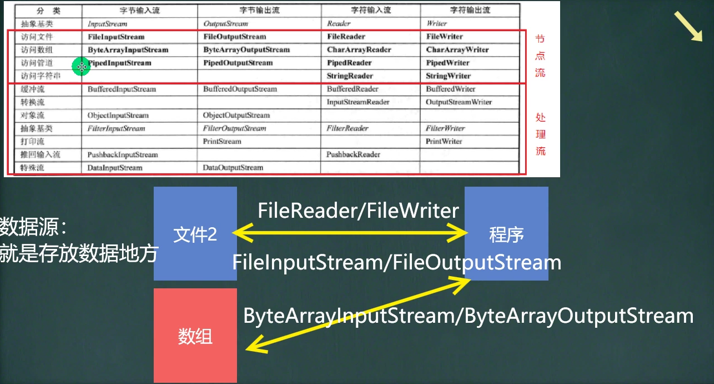 分 类 字节输入流 字节输出流 字符输入流 字符输出流
抽象基类 InputStream OutputStream Reader Writer
访问文件 FileInputStream FileOutputStream FileReader FileWriter
访问数组 ByteArrayInputStream ByteArrayOutputStream CharArrayReader CharArrayWriter
访问管道 PipedInputStream PipedOutputStream PipedReader PipedWriter
访问字符串 StringReader StringWriter
缓冲流 BufferedInputStream BufferedOutputStream BufferedReader BufferedWriter
转换流 InputStreamReader OutputStreamWriter
对象流 ObjectInputStream ObjectOutputStream
抽象基类 FilterInputStream FilterOutputStream FilterReader FilterWriter
打印流 PrintStream PrintWriter
推回输入流 PushbackInputStream PushbackReader
特殊流 DataInputStream DataOutputStream
节点流
处理流
数据源:
就是存放数据地方
文件2
FileReader/FileWriter
程序
FileInputStream/FileOutputStream
数组
ByteArrayInputStream/ByteArrayOutputStream